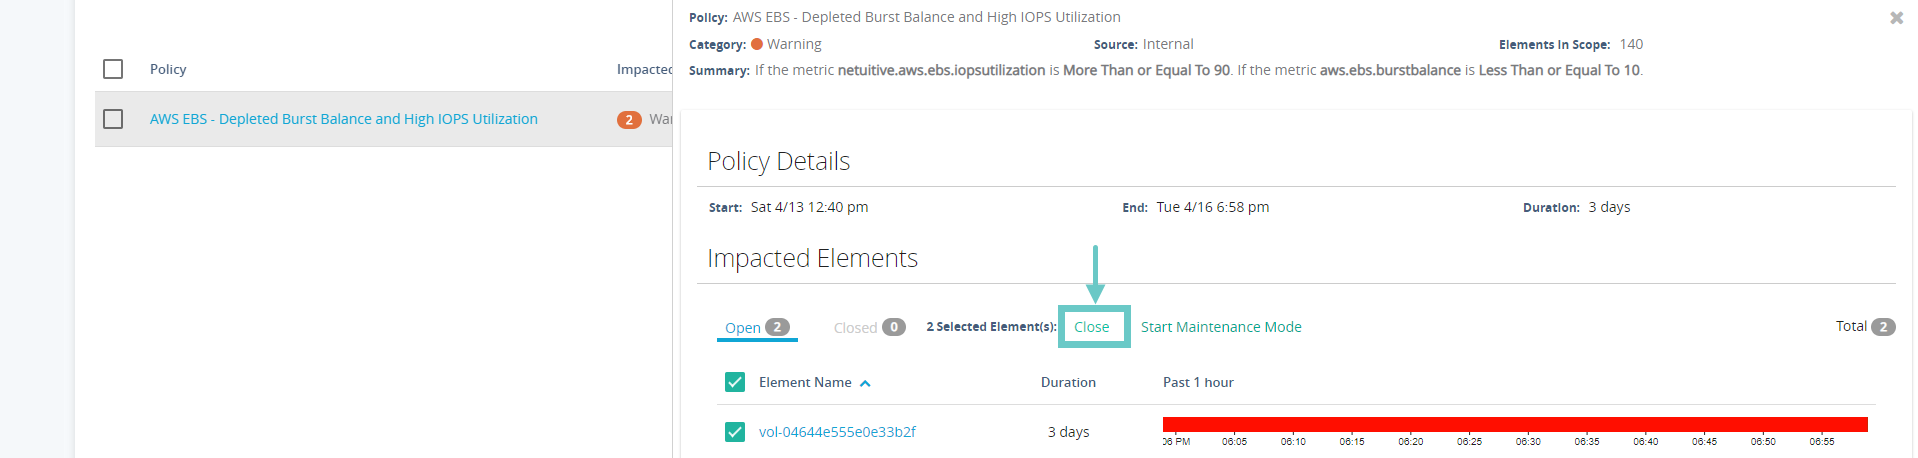 Policy
Impacted
AWS EBS - Depleted Burst Balance and High IOPS Utilization
2 Wa
Policy: AWS EBS - Depleted Burst Balance and High IOPS Utilization
Category: Warning Source: Internal Elements In Scope: 140
Summary: If the metric netuitive.aws.ebs.iopsutilization is More Than or Equal To 90. If the metric aws.ebs.burstbalance is Less Than or Equal To 10.
Policy Details
Start: Sat 4/13 12:40 pm End: Tue 4/16 6:58 pm Duration: 3 days
Impacted Elements
Open 2 Closed 0 2 Selected Element(s): Close Start Maintenance Mode Total 2
Element Name Duration Past 1 hour
vol-04644e555e0e33b2f 3 days
06 PM 06:05 06:10 06:15 06:20 06:25 06:30 06:35 06:40 06:45 06:50 06:55